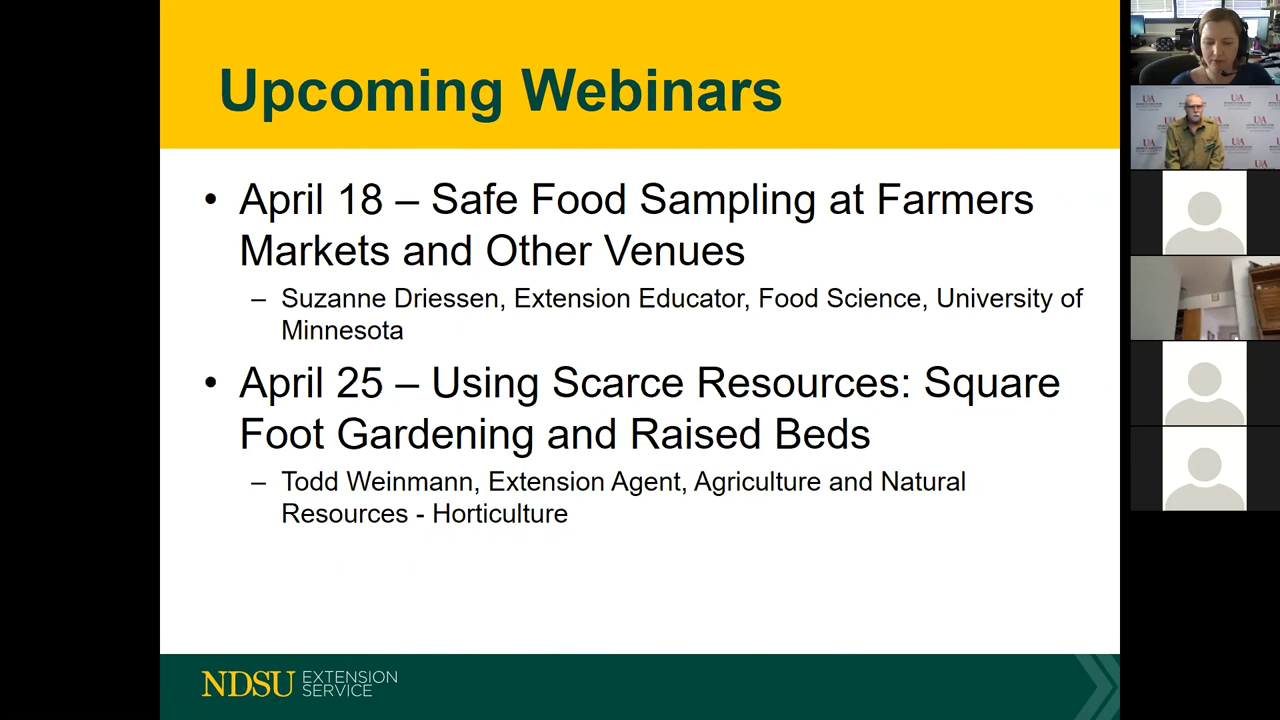 Upcoming Webinars
• April 18 – Safe Food Sampling at Farmers
Markets and Other Venues
– Suzanne Driessen, Extension Educator, Food Science, University of
Minnesota
• April 25 – Using Scarce Resources: Square
Foot Gardening and Raised Beds
– Todd Weinmann, Extension Agent, Agriculture and Natural
Resources - Horticulture
NDSU EXTENSION
SERVICE